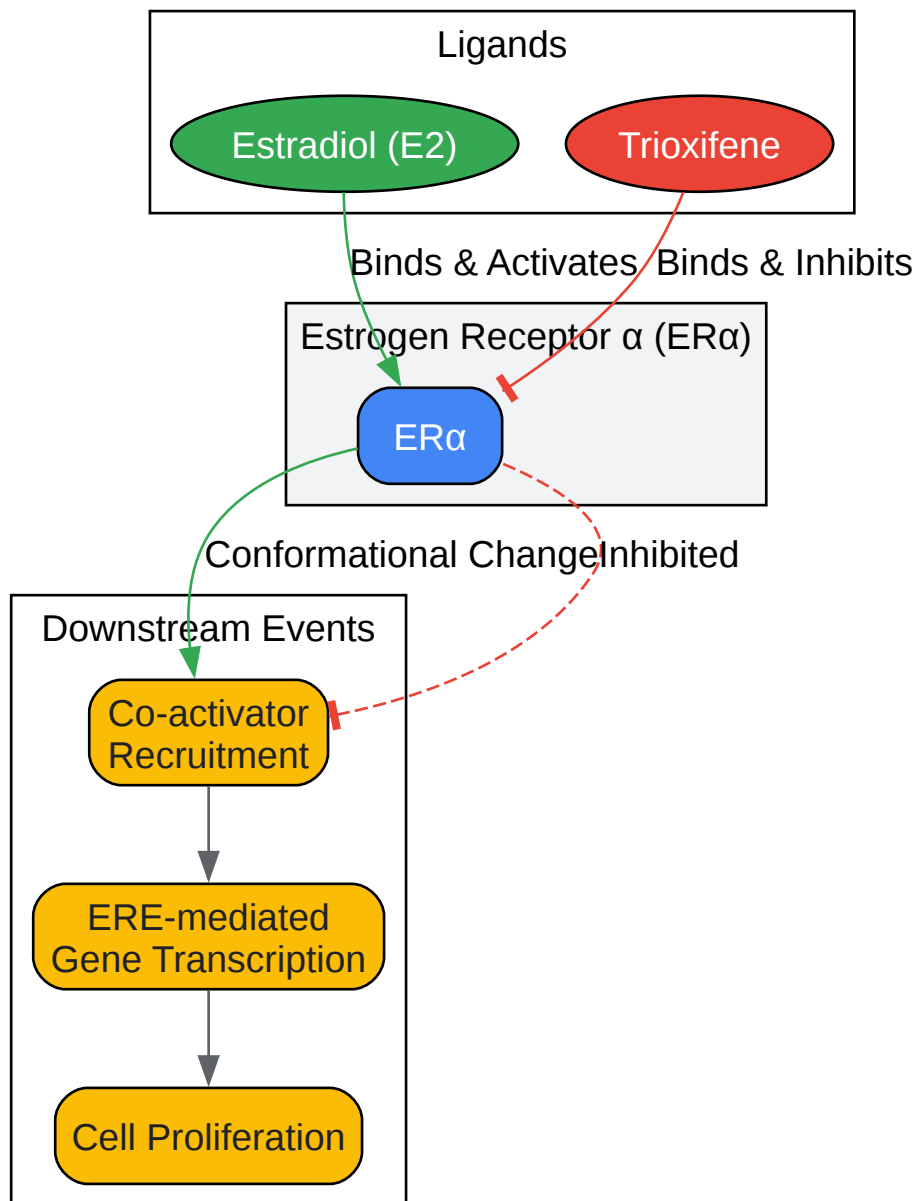 Ligands
Estradiol (E2)
Trioxifene
Binds & Activates
Binds & Inhibits
Estrogen Receptor α (ERα)
ERα
Conformational Change
Inhibited
Downstream Events
Co-activator
Recruitment
ERE-mediated
Gene Transcription
Cell Proliferation